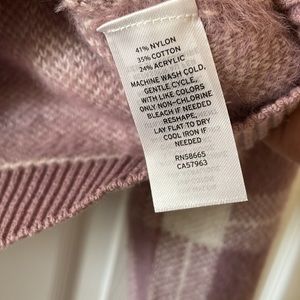 41% NYLON
35% COTTON
24% ACRYLIC
MACHINE WASH COLD,
GENTLE CYCLE,
WITH LIKE COLORS
ONLY NON-CHLORINE
BLEACH IF NEEDED
RESHAPE,
LAY FLAT TO DRY
COOL IRON IF
NEEDED
RN58665
CA57963